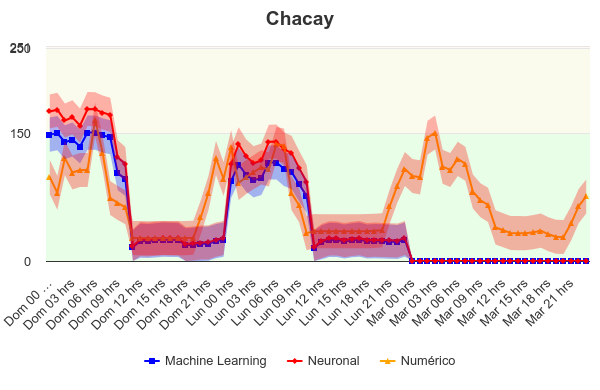 Chacay
250
150
0
Dom 00 ...
Dom 03 hrs
Dom 06 hrs
Dom 09 hrs
Dom 12 hrs
Dom 15 hrs
Dom 18 hrs
Dom 21 hrs
Lun 00 hrs
Lun 03 hrs
Lun 06 hrs
Lun 09 hrs
Lun 12 hrs
Lun 15 hrs
Lun 18 hrs
Lun 21 hrs
Mar 00 hrs
Mar 03 hrs
Mar 06 hrs
Mar 09 hrs
Mar 12 hrs
Mar 15 hrs
Mar 18 hrs
Mar 21 hrs
Machine Learning Neuronal Numérico